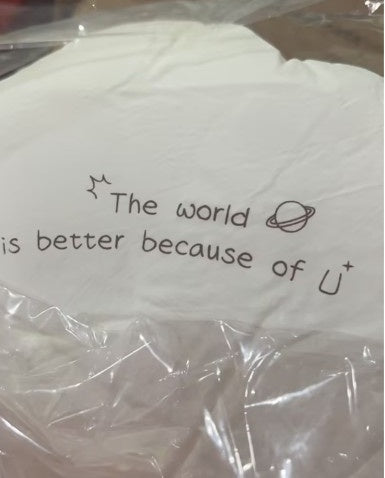 The world
is better because of U